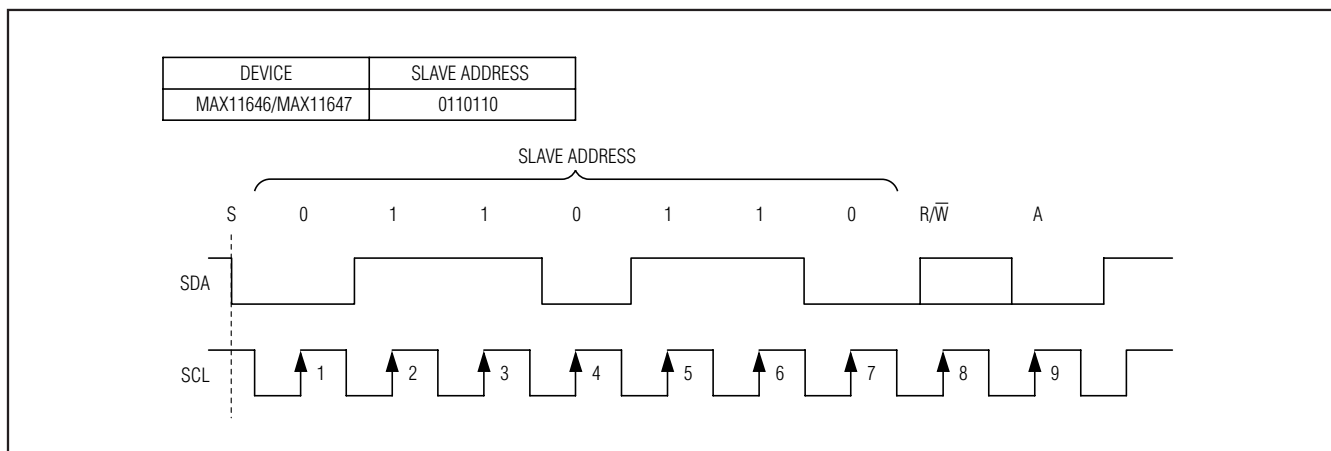 DEVICE SLAVE ADDRESS
MAX11646/MAX11647 0110110
SLAVE ADDRESS
S 0 1 1 0 1 1 0 R/W̅ A
SDA
SCL 1 2 3 4 5 6 7 8 9